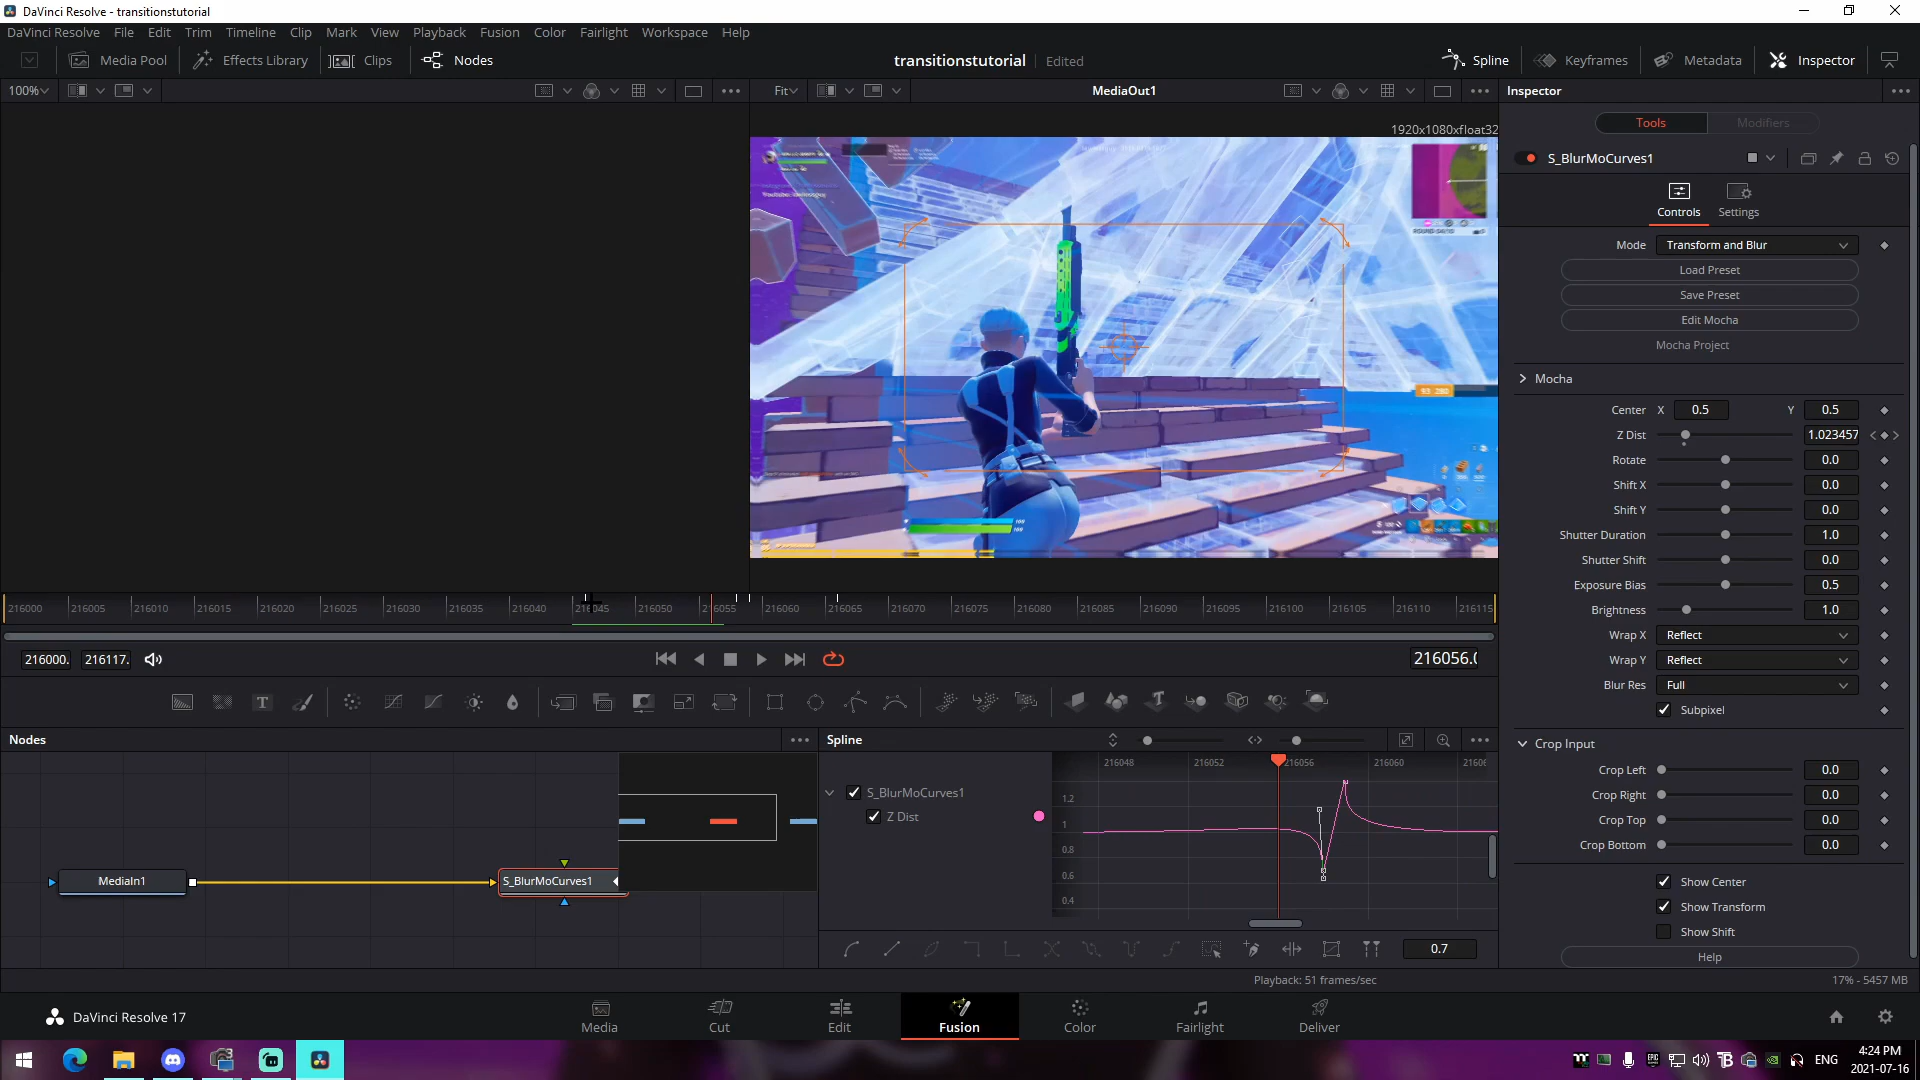 DaVinci Resolve - transitionstutorial
DaVinci Resolve File Edit Trim Timeline Clip Mark View Playback Fusion Color Fairlight Workspace Help
Media Pool Effects Library Clips Nodes transitionstutorial Edited Spline Keyframes Metadata Inspector
100% Fit MediaOut1 Inspector
1920x1080xfloat32
Tools Modifiers
S_BlurMoCurves1
Controls Settings
Mode Transform and Blur
Load Preset
Save Preset
Edit Mocha
Mocha Project
Mocha
Center X 0.5 Y 0.5
Z Dist 1.023457
Rotate 0.0
Shift X 0.0
Shift Y 0.0
Shutter Duration 1.0
Shutter Shift 0.0
Exposure Bias 0.5
Brightness 1.0
Wrap X Reflect
Wrap Y Reflect
Blur Res Full
Subpixel
Crop Input
Crop Left 0.0
Crop Right 0.0
Crop Top 0.0
Crop Bottom 0.0
Show Center
Show Transform
Show Shift
Help
216000 216005 216010 216015 216020 216025 216030 216035 216040 216045 216050 216055 216060 216065 216070 216075 216080 216085 216090 216095 216100 216105 216110 216115
216000. 216117. 216056.0
Nodes Spline
216048 216052 216056 216060
S_BlurMoCurves1
Z Dist
1.2
1
0.8
0.6
0.4
MediaIn1 S_BlurMoCurves1
0.7
Playback: 51 frames/sec 17% - 5457 MB
DaVinci Resolve 17 Media Cut Edit Fusion Color Fairlight Deliver
ENG 4:24 PM
2021-07-16